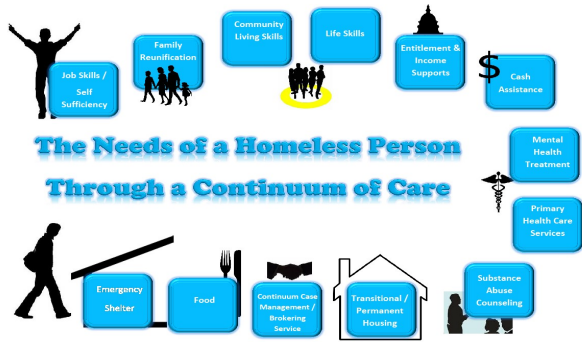 Community
Living Skills
Life Skills
Family
Reunification
Entitlement &
Income
Supports
Job Skills /
Self
Sufficiency
$
Cash
Assistance
The Needs of a Homeless Person
Through a Continuum of Care
Mental
Health
Treatment
Primary
Health Care
Services
Emergency
Shelter
Food
Continuum Case
Management /
Brokering
Service
Transitional /
Permanent
Housing
Substance
Abuse
Counseling